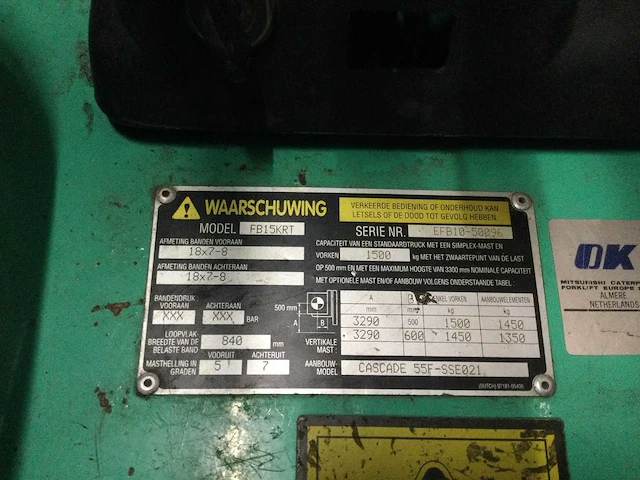 WAARSCHUWING
VERKEERDE BEDIENING OF ONDERHOUD KAN
LETSELS OF DE DOOD TOT GEVOLG HEBBEN
MODEL FB15KRT
SERIE NR. EFB10-50096
AFMETING BANDEN VOORAAN
18x7-8
AFMETING BANDEN ACHTERAAN
18x7-8
CAPACITEIT VAN EEN STANDAARDTRUCK MET EEN SIMPLEX-MAST EN
VORKEN 1500 kg MET HET ZWAARTEPUNT VAN DE LAST
OP 500 mm EN MET EEN MAXIMUM HOOGTE VAN 3300 mm NOMINALE CAPACITEIT
MET OPTIONELE MAST EN/OF AANBOUW VOLGENS ONDERSTAANDE TABEL:
BANDENDRUK
VOORAAN ACHTERAAN
XXX XXX BAR
500 mm
A B
A B ENKEL VORKEN AANBOUWELEMENTEN
mm mm kg kg
3290 500 1500 1450
3290 600 1450 1350
LOOPVLAK-
BREEDTE VAN DE
BELASTE BAND 840 mm
VERTIKALE
MAST
VOORUIT ACHTERUIT
MASTHELLING IN
GRADEN 5 7
AANBOUW-
MODEL CASCADE 55F-SSE021
(DUTCH)
OK
MITSUBISHI CATERP
FORKLIFT EUROPE
ALMERE
NETHERLANDS